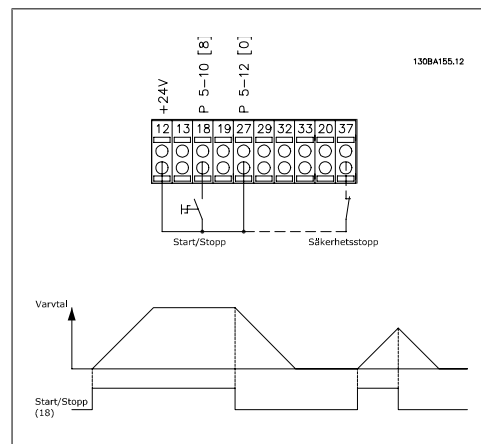 130BA155.12
+24V
P 5-10 [8]
P 5-12 [0]
12 13 18 19 27 29 32 33 20 37
Start/Stopp
Säkerhetsstopp
Varvtal
Start/Stopp
(18)